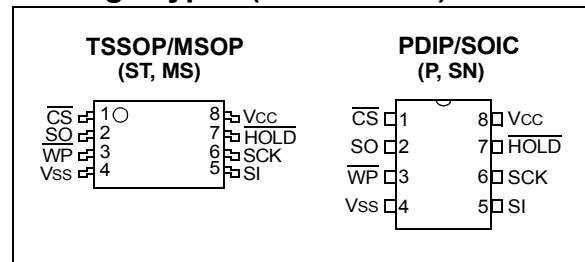 TSSOP/MSOP
(ST, MS)
CS 1 8 VCC
SO 2 7 HOLD
WP 3 6 SCK
VSS 4 5 SI
PDIP/SOIC
(P, SN)
CS 1 8 VCC
SO 2 7 HOLD
WP 3 6 SCK
VSS 4 5 SI